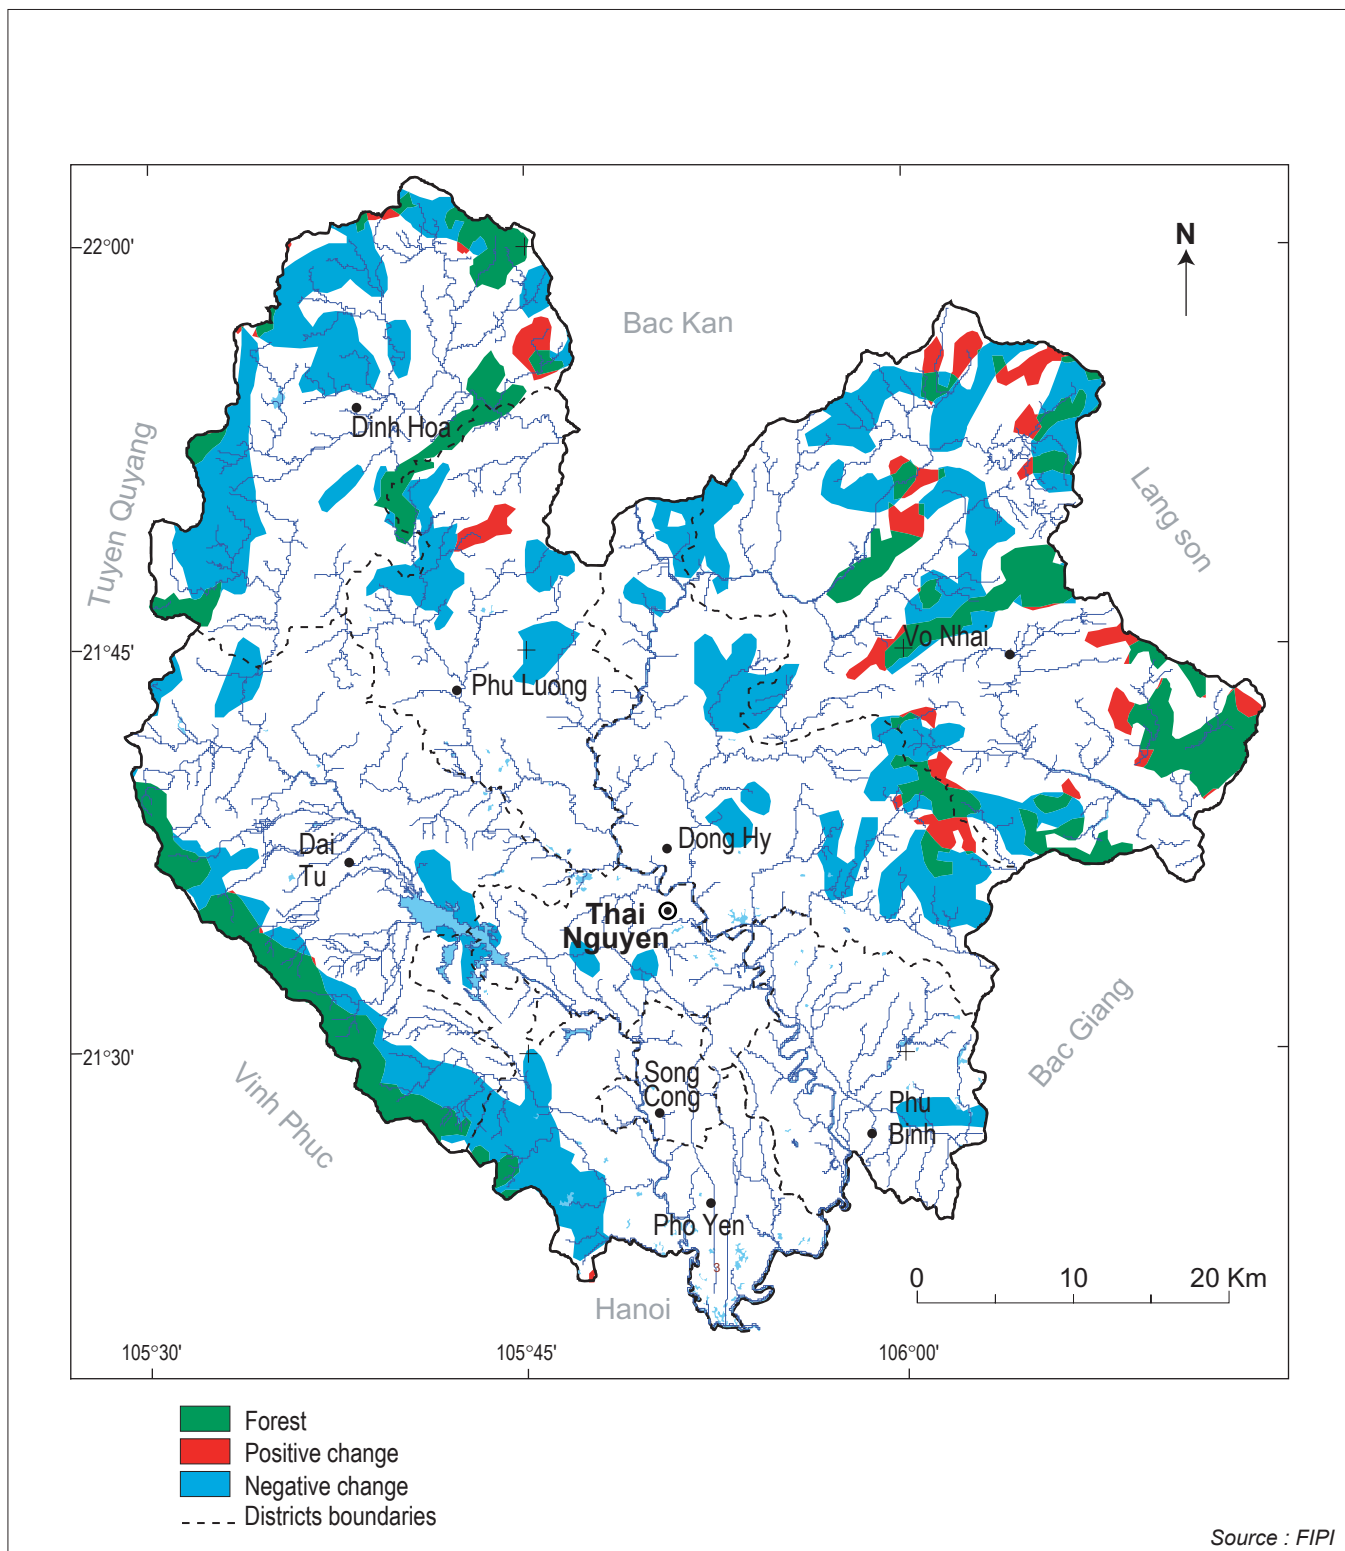 N
22°00'
Bac Kan
Dinh Hoa
Tuyen Quyang
Lang son
21°45'
Vo Nhai
Phu Luong
Dai
Tu
Dong Hy
Thai
Nguyen
Bac Giang
21°30'
Vinh Phuc
Song
Cong
Phu
Binh
Pho Yen
3
0 10 20 Km
Hanoi
105°30' 105°45' 106°00'
Forest
Positive change
Negative change
Districts boundaries
Source : FIPI